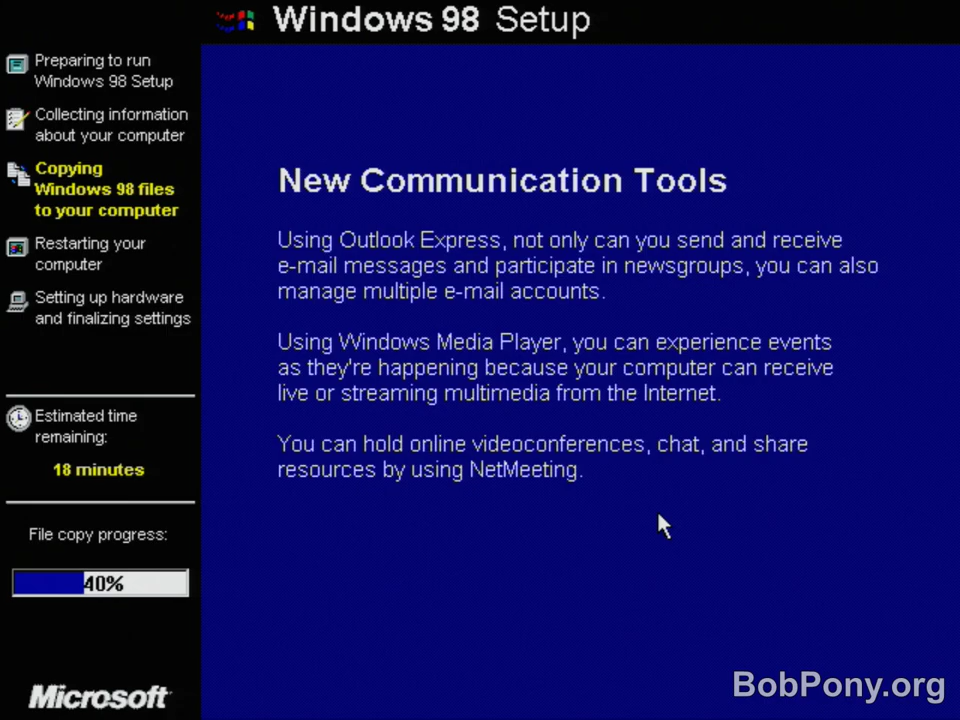 Windows 98 Setup
Preparing to run
Windows 98 Setup
Collecting information
about your computer
Copying
Windows 98 files
to your computer
Restarting your
computer
Setting up hardware
and finalizing settings
Estimated time
remaining:
18 minutes
File copy progress:
40%
Microsoft
New Communication Tools
Using Outlook Express, not only can you send and receive
e-mail messages and participate in newsgroups, you can also
manage multiple e-mail accounts.
Using Windows Media Player, you can experience events
as they're happening because your computer can receive
live or streaming multimedia from the Internet.
You can hold online videoconferences, chat, and share
resources by using NetMeeting.
BobPony.org